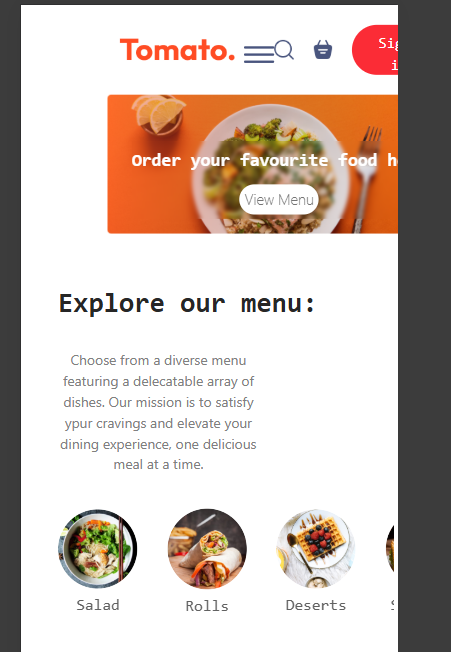 Tomato.
Sig
i
Order your favourite food h
View Menu
Explore our menu:
Choose from a diverse menu
featuring a delecatable array of
dishes. Our mission is to satisfy
ypur cravings and elevate your
dining experience, one delicious
meal at a time.
Salad
Rolls
Deserts